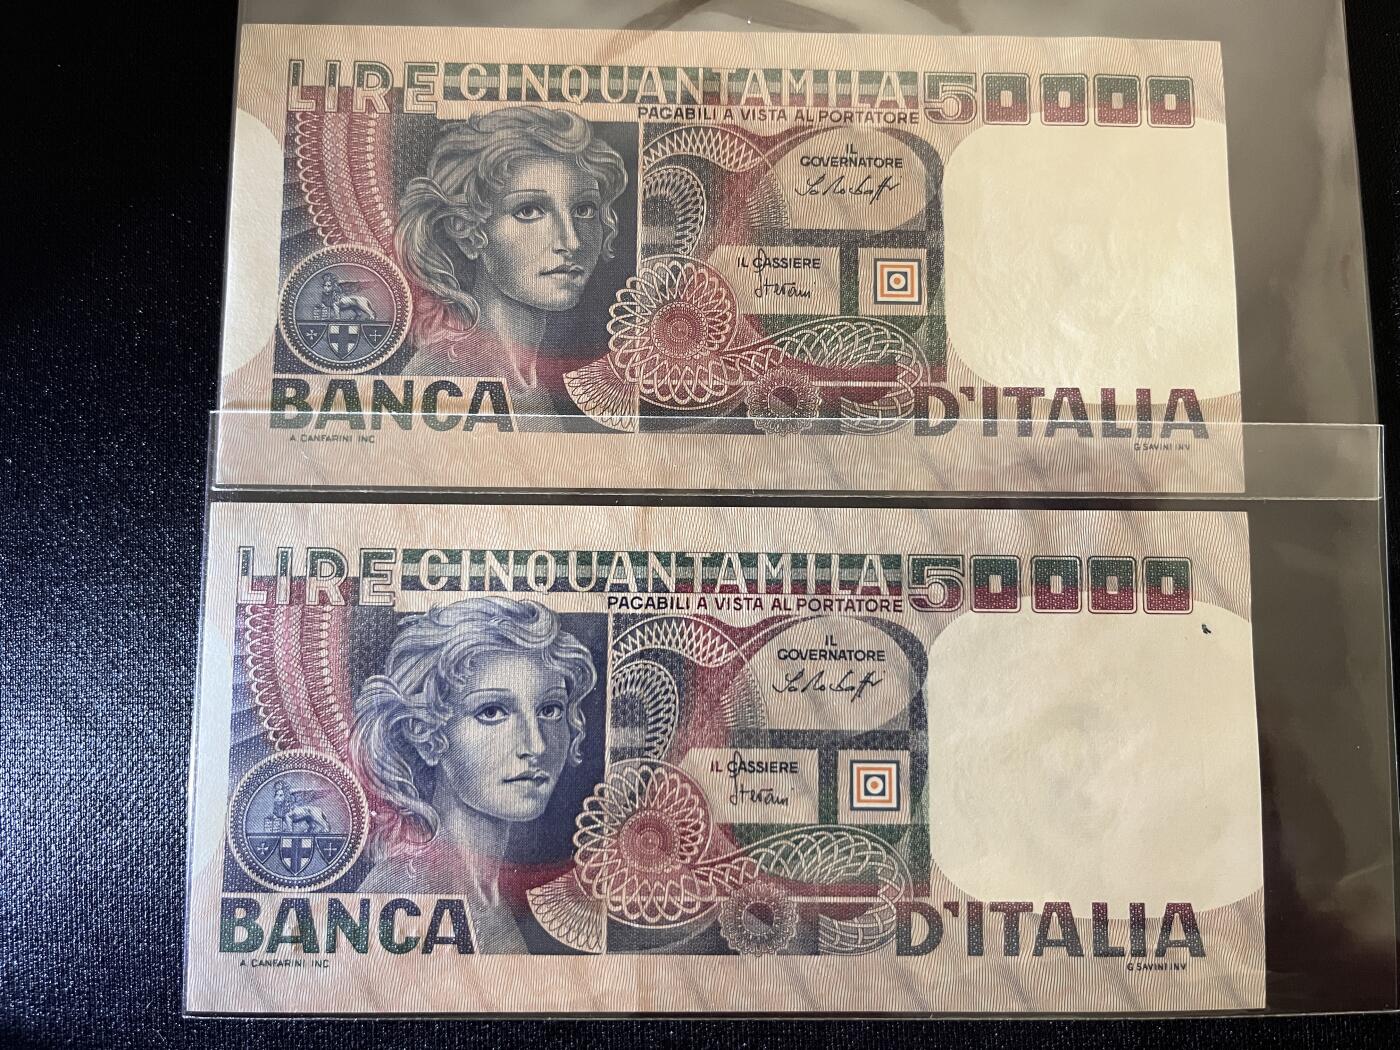 LIRE CINQUANTAMILA 50000
PAGABILI A VISTA AL PORTATORE
IL
GOVERNATORE
IL CASSIERE
BANCA D'ITALIA
A. CANFARINI INC.
G. SAVINI INV.
LIRE CINQUANTAMILA 50000
PAGABILI A VISTA AL PORTATORE
IL
GOVERNATORE
IL CASSIERE
BANCA D'ITALIA
A. CANFARINI INC.
G. SAVINI INV.